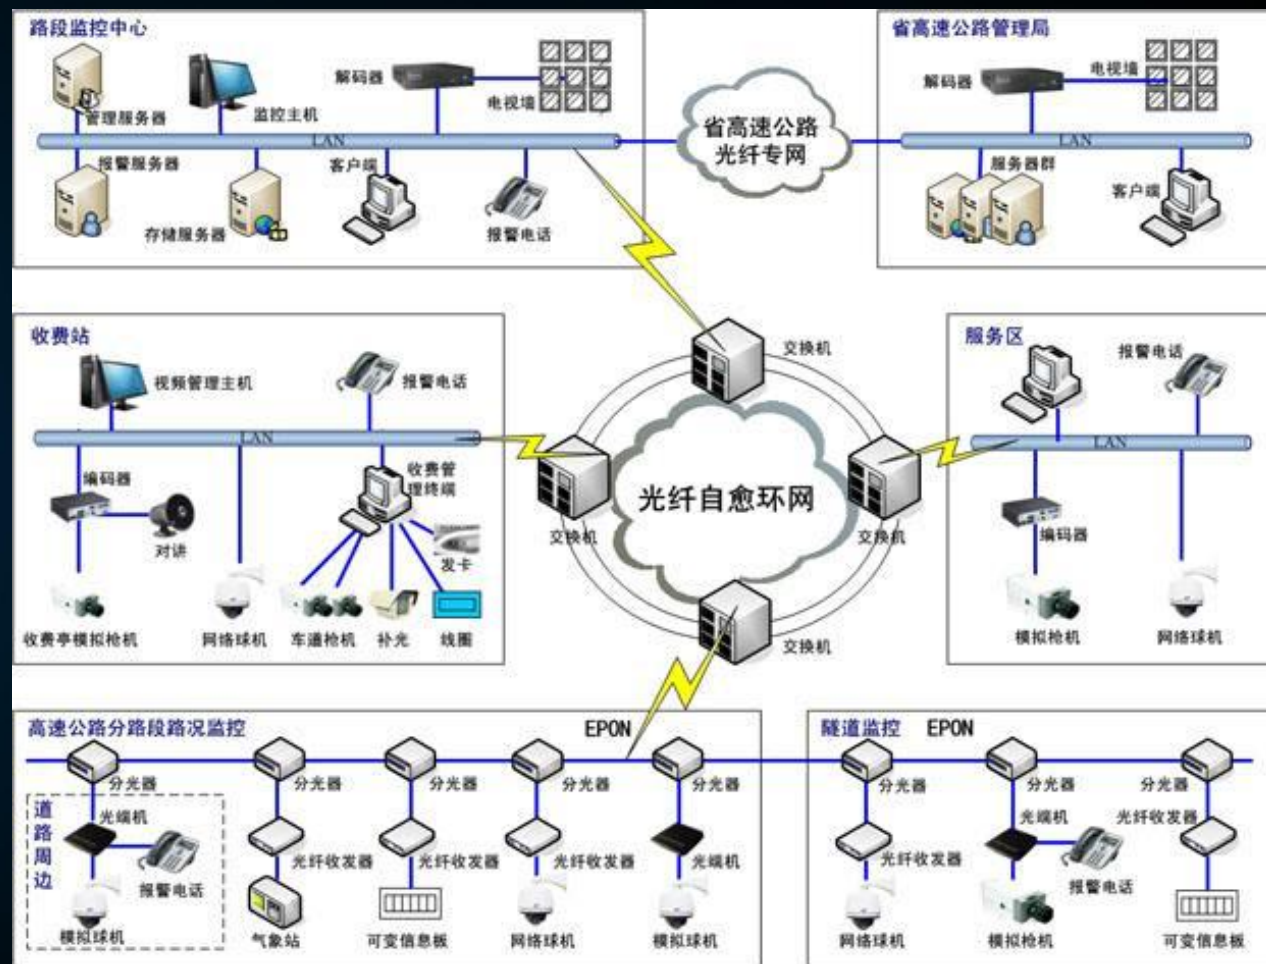 路段监控中心
管理服务器
监控主机
解码器
电视墙
LAN
报警服务器
存储服务器
客户端
报警电话
省高速公路
光纤专网
省高速公路管理局
解码器
电视墙
LAN
服务器群
客户端
收费站
视频管理主机
报警电话
LAN
编码器
对讲
收费管
理终端
发卡
收费亭模拟枪机
网络球机
车道枪机
补光
线圈
交换机
交换机
光纤自愈环网
交换机
交换机
服务区
报警电话
LAN
编码器
模拟枪机
网络球机
高速公路分路段路况监控
EPON
分光器
分光器
分光器
分光器
分光器
道路周边
光端机
报警电话
模拟球机
光纤收发器
气象站
光纤收发器
可变信息板
光纤收发器
网络球机
光端机
模拟球机
隧道监控
EPON
分光器
分光器
分光器
光纤收发器
网络球机
光端机
报警电话
模拟枪机
光纤收发器
可变信息板